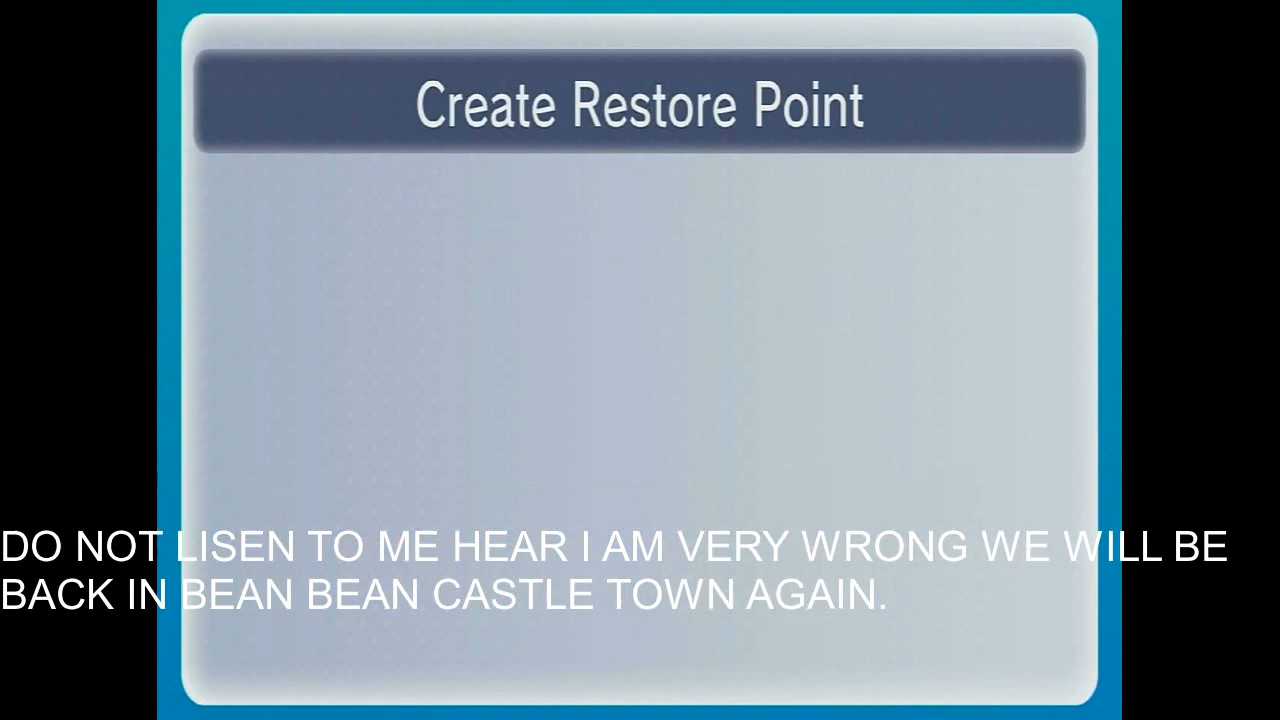 Create Restore Point
DO NOT LISEN TO ME HEAR I AM VERY WRONG WE WILL BE
BACK IN BEAN BEAN CASTLE TOWN AGAIN.